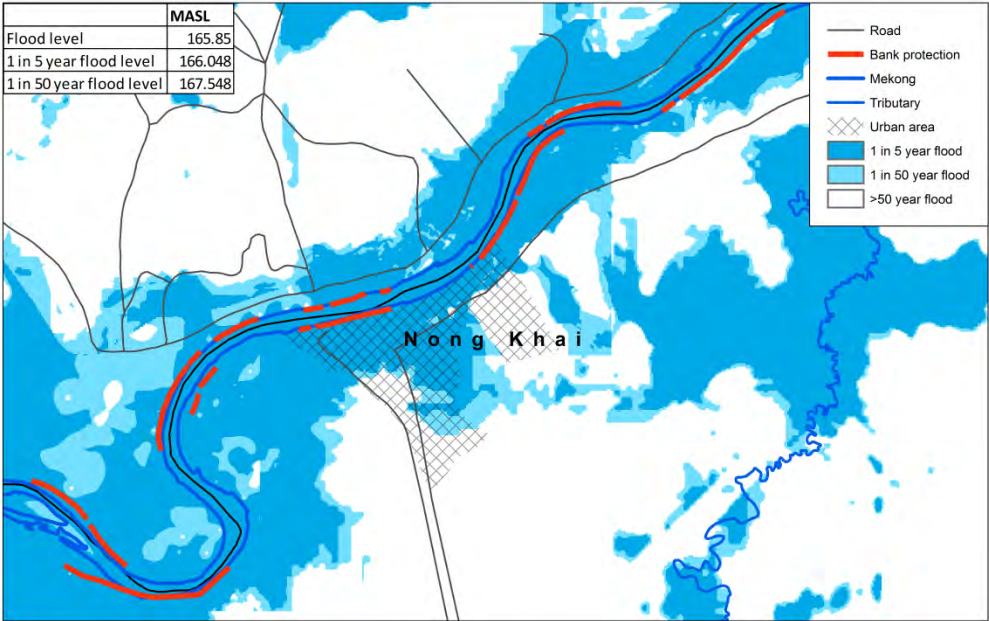 MASL
Flood level 165.85
1 in 5 year flood level 166.048
1 in 50 year flood level 167.548
Road
Bank protection
Mekong
Tributary
Urban area
1 in 5 year flood
1 in 50 year flood
>50 year flood
Nong Khai